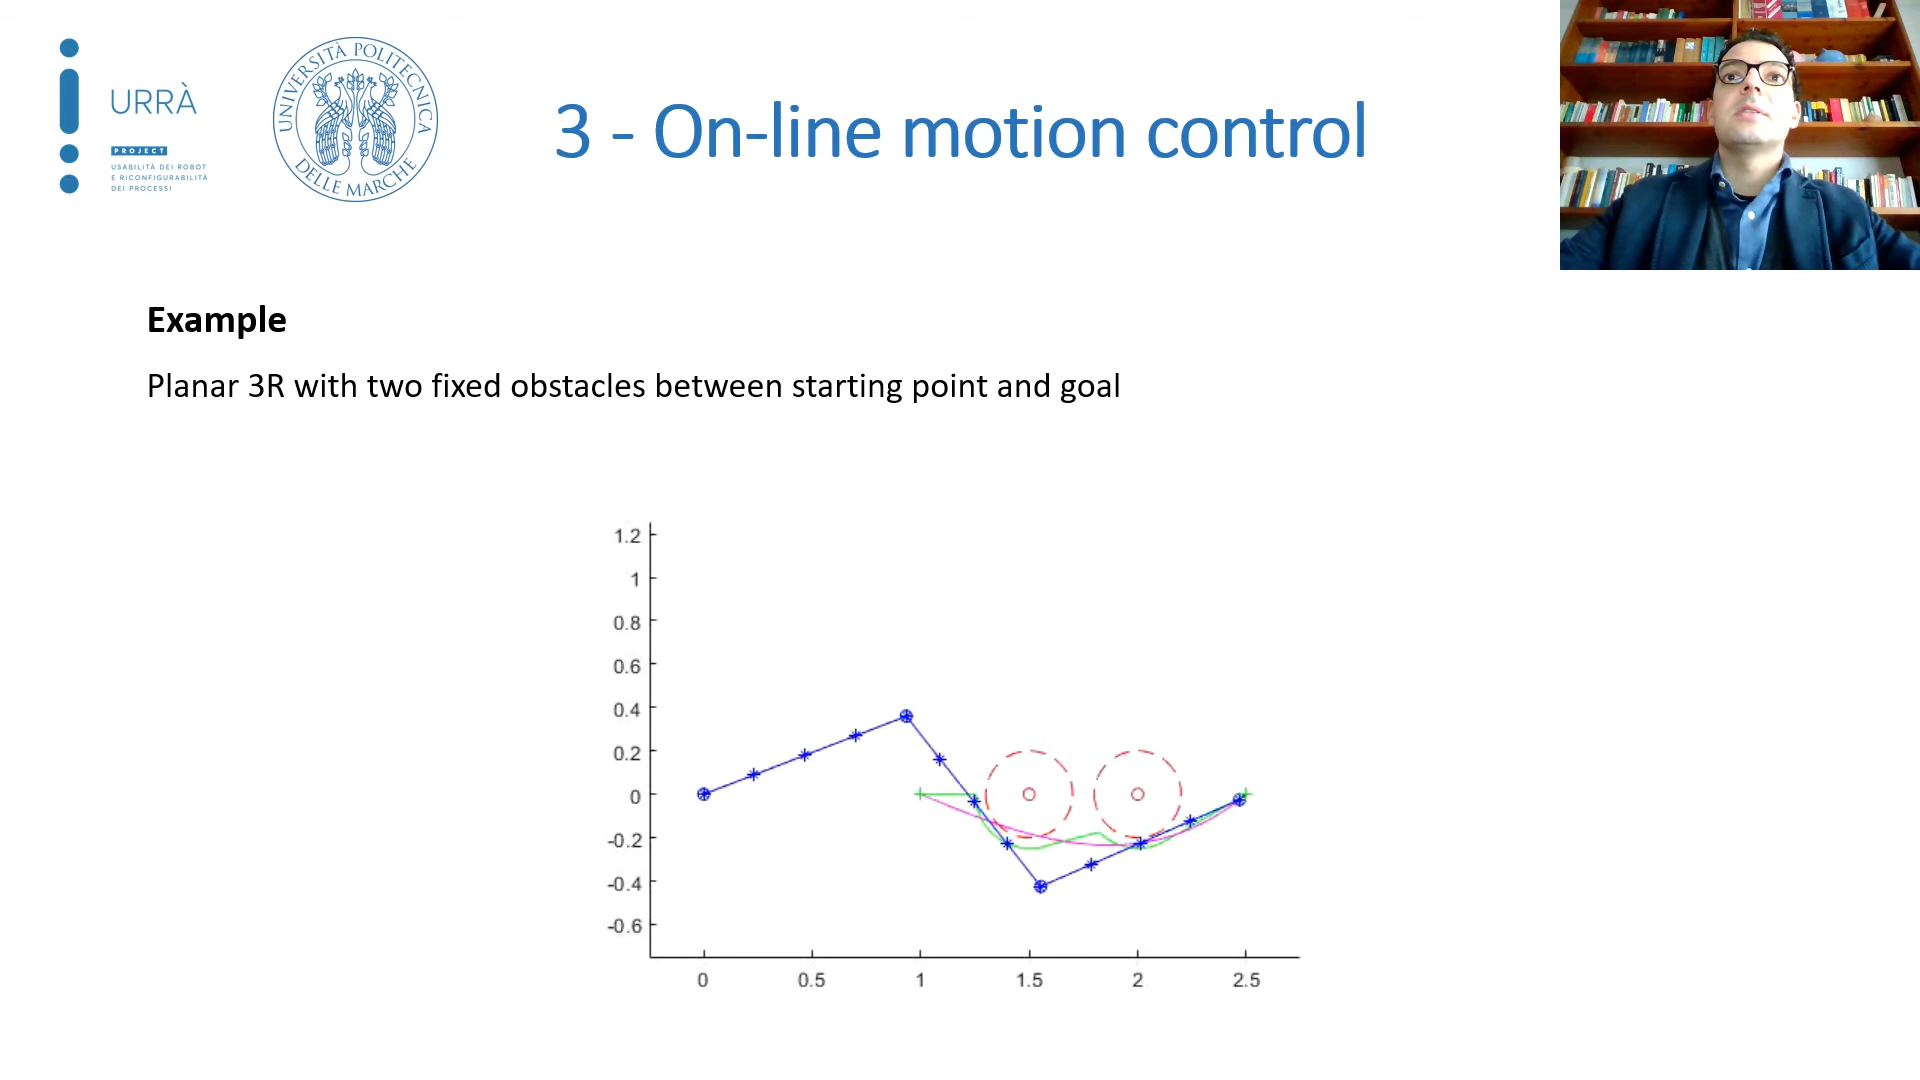 URRÀ
PROJECT
USABILITÀ DEI ROBOT
E RICONFIGURABILITÀ
DEI PROCESSI
UNIVERSITÀ POLITECNICA
DELLE MARCHE
3 - On-line motion control
Example
Planar 3R with two fixed obstacles between starting point and goal
1.2
1
0.8
0.6
0.4
0.2
0
-0.2
-0.4
-0.6
0 0.5 1 1.5 2 2.5